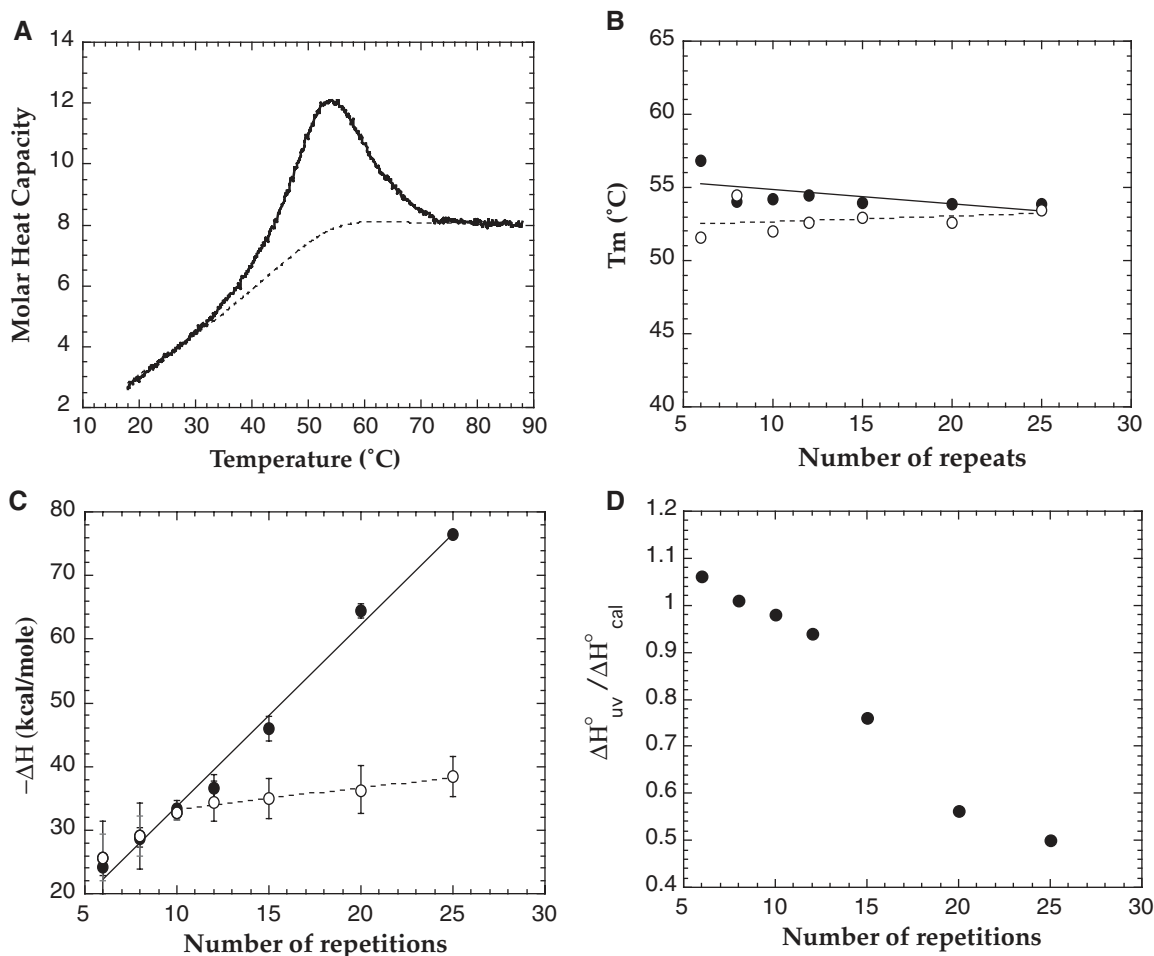 A
14
12
10
8
6
4
2
10 20 30 40 50 60 70 80 90
Molar Heat Capacity
Temperature (˚C)
B
65
60
55
50
45
40
5 10 15 20 25 30
Tm (˚C)
Number of repeats
C
80
70
60
50
40
30
20
5 10 15 20 25 30
−ΔH (kcal/mole)
Number of repetitions
D
1.2
1.1
1
0.9
0.8
0.7
0.6
0.5
0.4
5 10 15 20 25 30
ΔH°uv /ΔH°cal
Number of repetitions